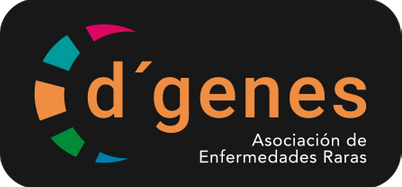 d´genes
Asociación de
Enfermedades Raras